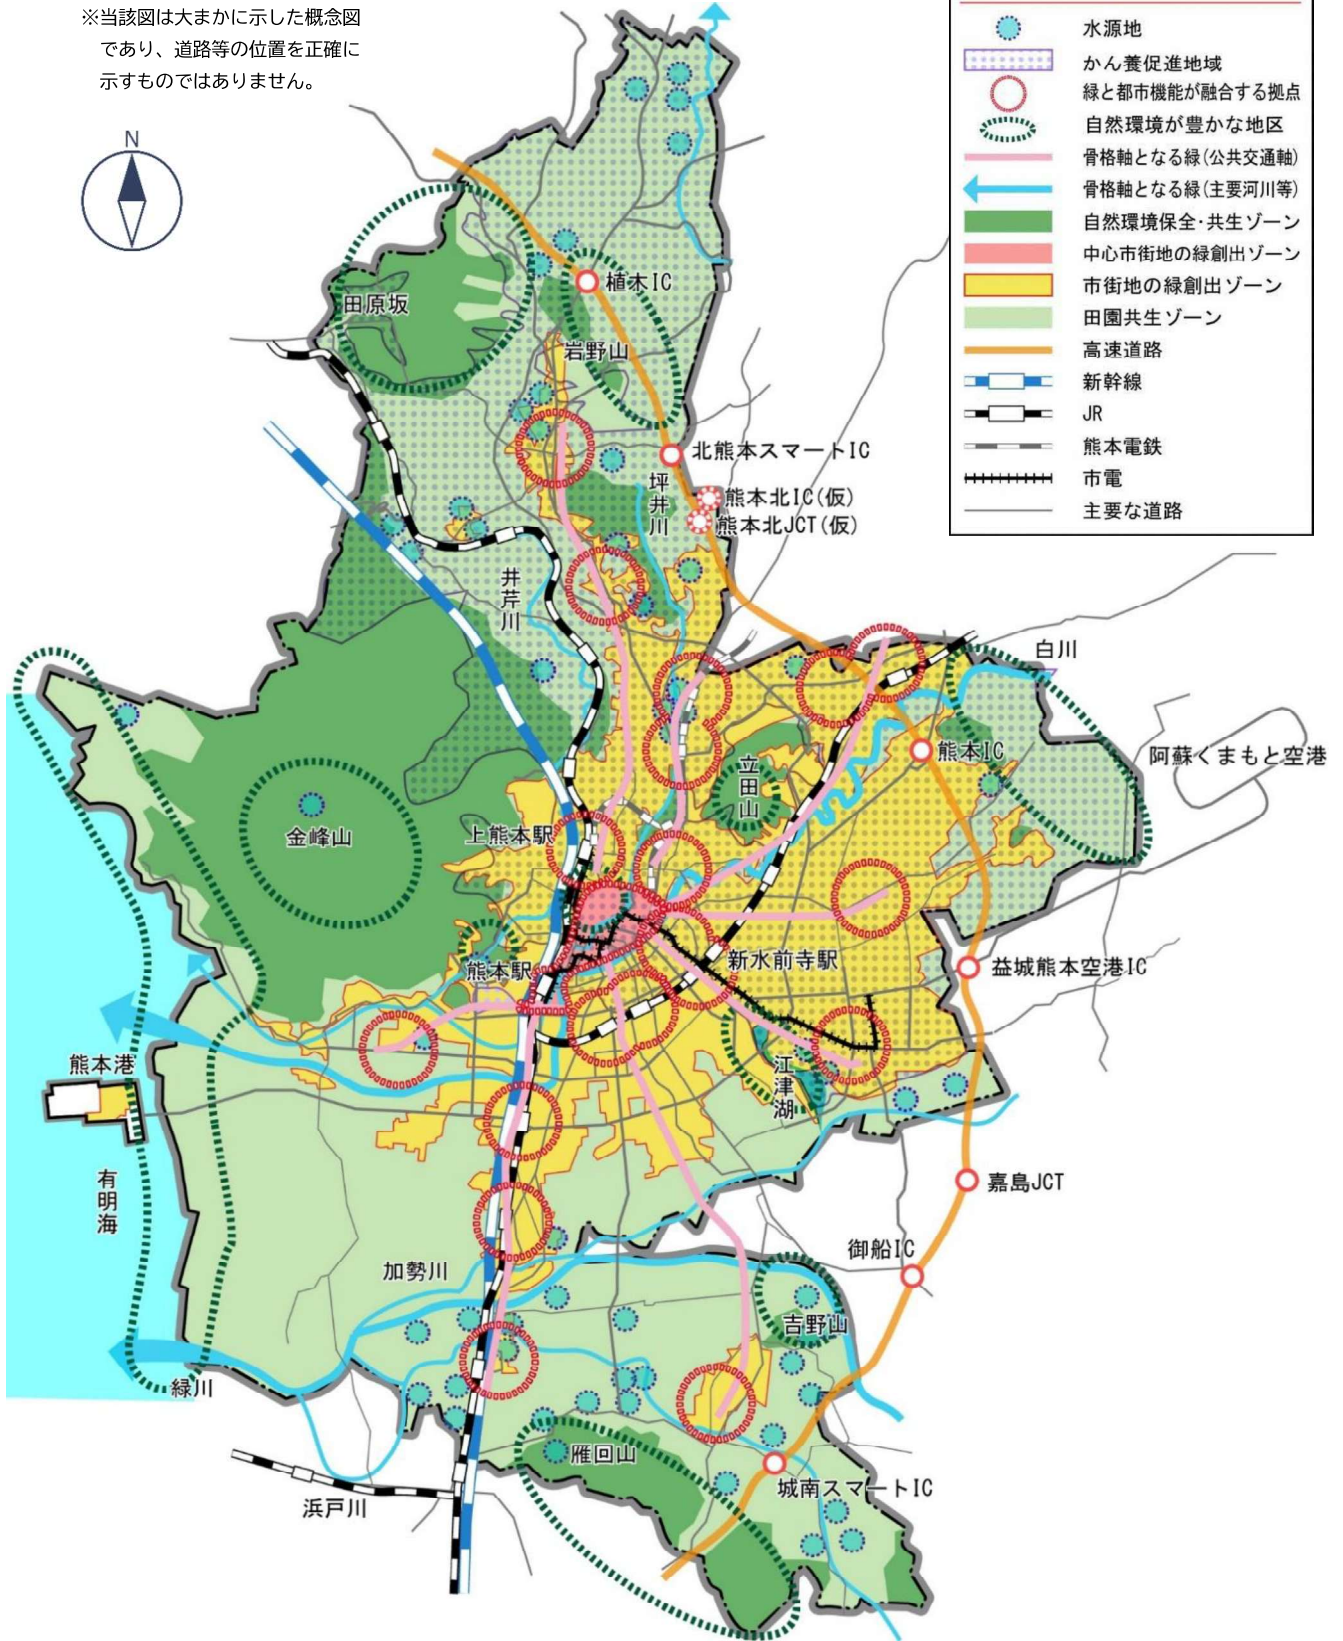 ※当該図は大まかに示した概念図
であり、道路等の位置を正確に
示すものではありません。
N
水源地
かん養促進地域
緑と都市機能が融合する拠点
自然環境が豊かな地区
骨格軸となる緑(公共交通軸)
骨格軸となる緑(主要河川等)
自然環境保全・共生ゾーン
中心市街地の緑創出ゾーン
市街地の緑創出ゾーン
田園共生ゾーン
高速道路
新幹線
JR
熊本電鉄
市電
主要な道路
植木IC
田原坂
岩野山
北熊本スマートIC
坪井川
熊本北IC(仮)
熊本北JCT(仮)
井芹川
白川
熊本IC
阿蘇くまもと空港
立田山
上熊本駅
金峰山
新水前寺駅
熊本駅
益城熊本空港IC
熊本港
江津湖
有明海
嘉島JCT
御船IC
加勢川
吉野山
緑川
雁回山
城南スマートIC
浜戸川